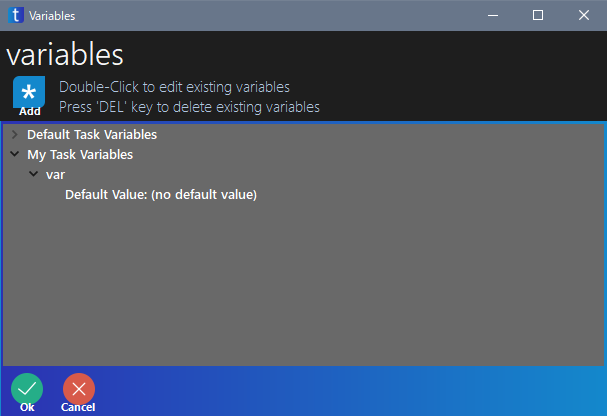 t Variables
variables
*
Add
Double-Click to edit existing variables
Press 'DEL' key to delete existing variables
Default Task Variables
My Task Variables
var
Default Value: (no default value)
Ok
Cancel